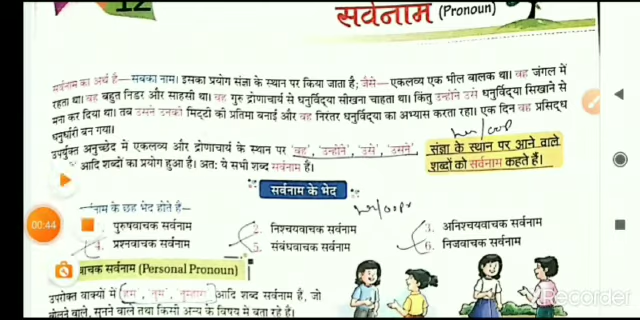 12
सर्वनाम (Pronoun)
सर्वनाम का अर्थ है— सबका नाम। इसका प्रयोग संज्ञा के स्थान पर किया जाता है; जैसे— एकलव्य एक भील बालक था। वह जंगल में
रहता था। वह बहुत निडर और साहसी था। वह गुरु द्रोणाचार्य से धनुर्विद्या सीखना चाहता था। किंतु उन्होंने उसे धनुर्विद्या सिखाने से
मना कर दिया था। तब उसने उनकी मिट्टी की प्रतिमा बनाई और वह निरंतर धनुर्विद्या का अभ्यास करता रहा। एक दिन वह प्रसिद्ध
धनुर्धारी बन गया।
उपर्युक्त अनुच्छेद में एकलव्य और द्रोणाचार्य के स्थान पर 'वह', 'उन्होंने', 'उसे', 'उसने',
आदि शब्दों का प्रयोग हुआ है। अतः ये सभी शब्द सर्वनाम हैं।
संज्ञा के स्थान पर आने वाले
शब्दों को सर्वनाम कहते हैं।
सर्वनाम के भेद
नाम के छह भेद होते हैं—
1. पुरुषवाचक सर्वनाम
2. निश्चयवाचक सर्वनाम
3. अनिश्चयवाचक सर्वनाम
4. प्रश्नवाचक सर्वनाम
5. संबंधवाचक सर्वनाम
6. निजवाचक सर्वनाम
वाचक सर्वनाम (Personal Pronoun)
उपरोक्त वाक्यों में 'हम', 'तुम', 'तुम्हारा' आदि शब्द सर्वनाम हैं, जो
बोलने वाले, सुनने वाले तथा किसी अन्य के विषय में बता रहे हैं।
00:44
Recorder